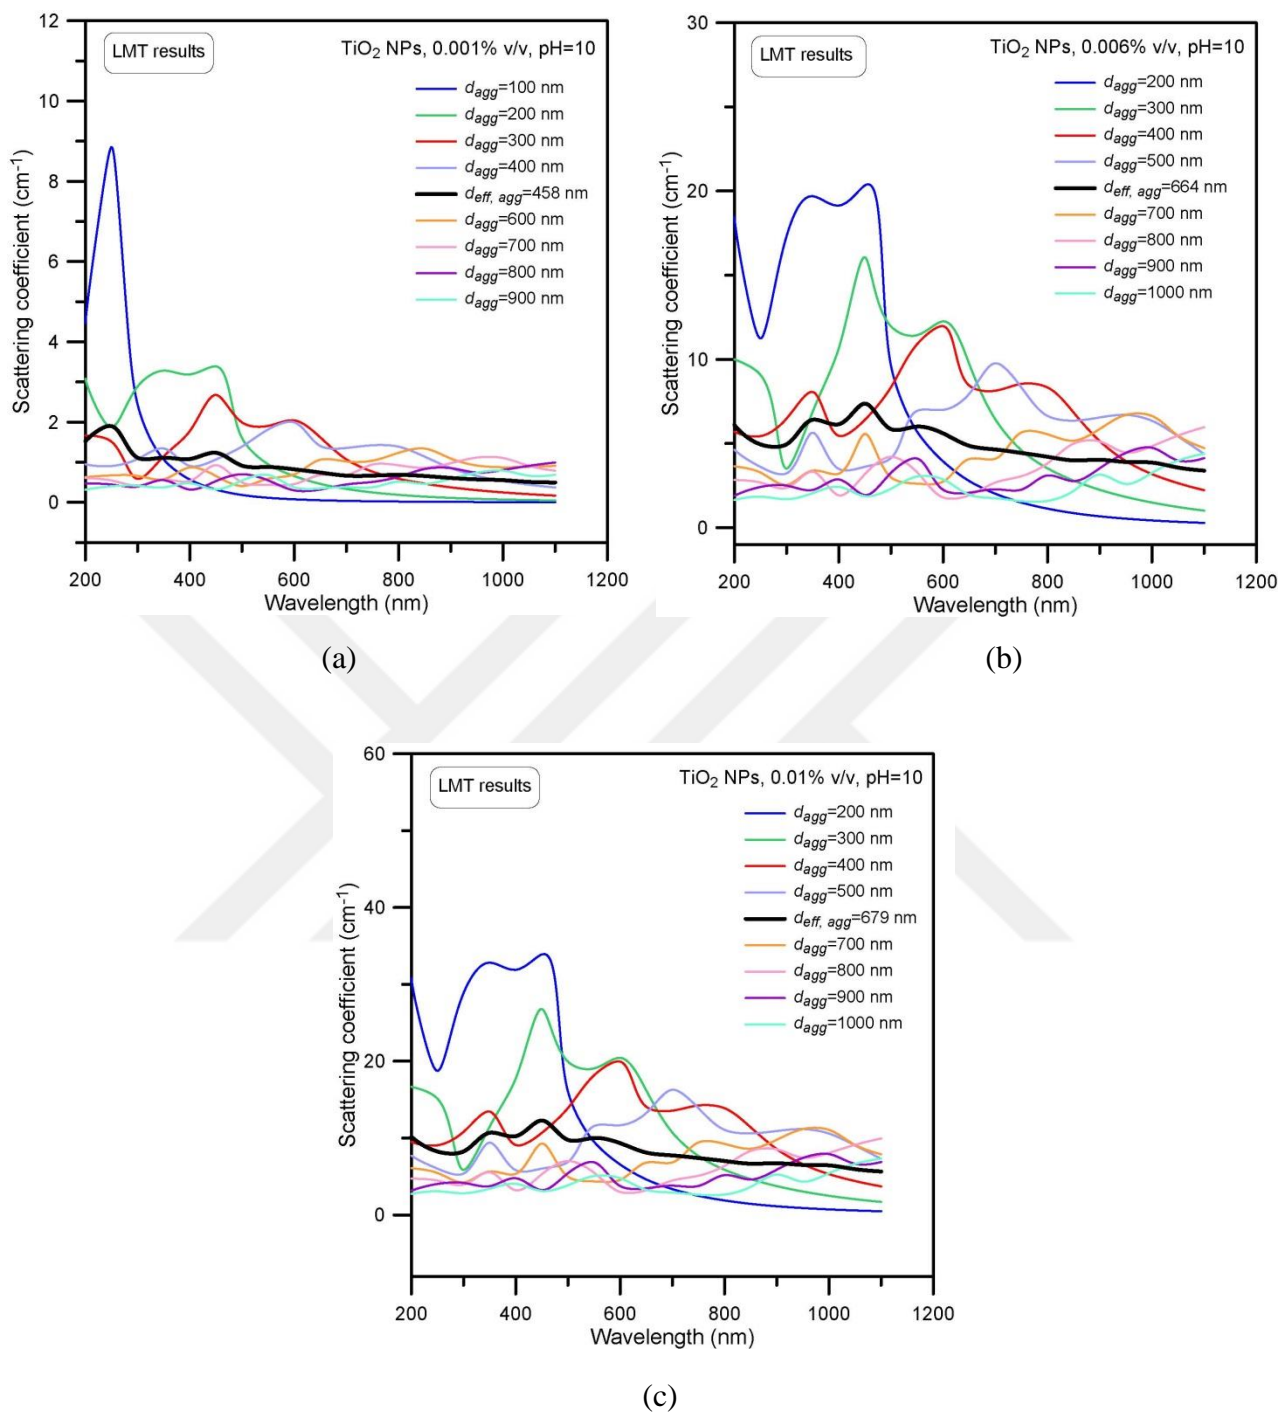 LMT results
TiO2 NPs, 0.001% v/v, pH=10
dagg=100 nm
dagg=200 nm
dagg=300 nm
dagg=400 nm
deff, agg=458 nm
dagg=600 nm
dagg=700 nm
dagg=800 nm
dagg=900 nm
Scattering coefficient (cm-1)
12
10
8
6
4
2
0
200 400 600 800 1000 1200
Wavelength (nm)
(a)
LMT results
TiO2 NPs, 0.006% v/v, pH=10
dagg=200 nm
dagg=300 nm
dagg=400 nm
dagg=500 nm
deff, agg=664 nm
dagg=700 nm
dagg=800 nm
dagg=900 nm
dagg=1000 nm
Scattering coefficient (cm-1)
30
20
10
0
200 400 600 800 1000 1200
Wavelength (nm)
(b)
LMT results
TiO2 NPs, 0.01% v/v, pH=10
dagg=200 nm
dagg=300 nm
dagg=400 nm
dagg=500 nm
deff, agg=679 nm
dagg=700 nm
dagg=800 nm
dagg=900 nm
dagg=1000 nm
Scattering coefficient (cm-1)
60
40
20
0
200 400 600 800 1000 1200
Wavelength (nm)
(c)